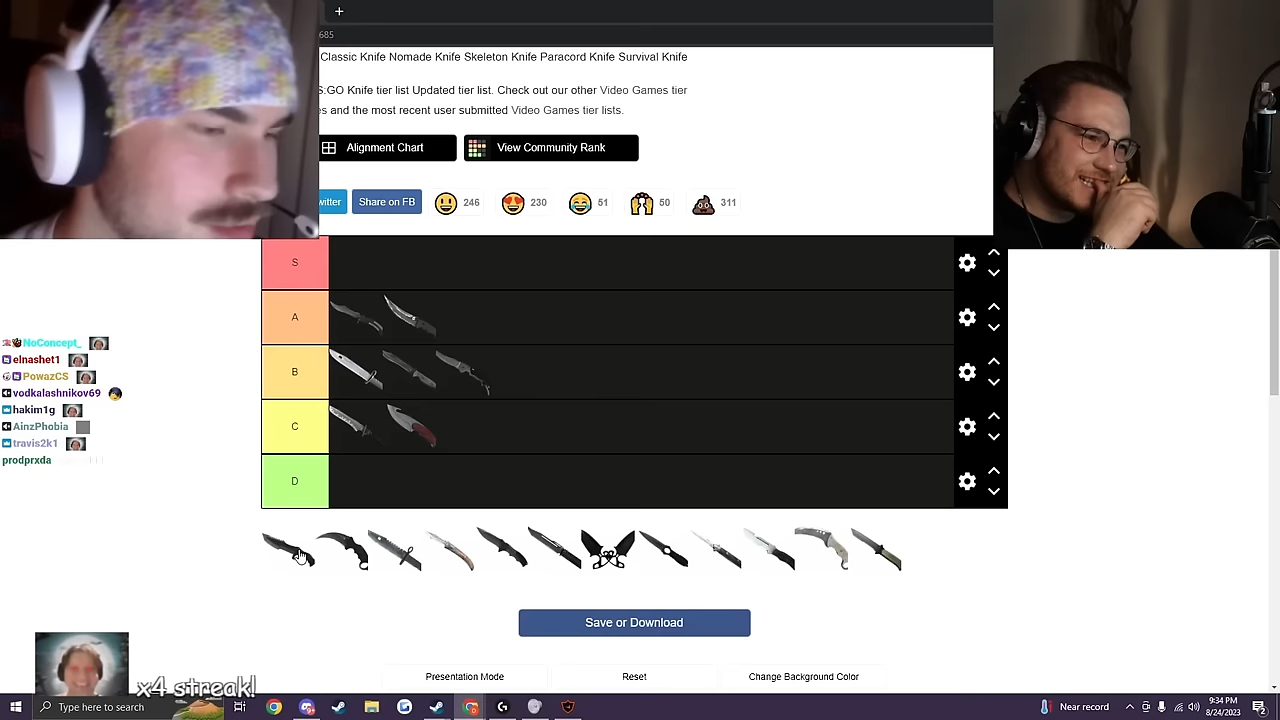 +
685
Classic Knife Nomade Knife Skeleton Knife Paracord Knife Survival Knife
S:GO Knife tier list Updated tier list. Check out our other Video Games tier
es and the most recent user submitted Video Games tier lists.
Alignment Chart
View Community Rank
witter
Share on FB
246
230
51
50
311
S
A
B
C
D
NoConcept_
elnashet1
PowazCS
vodkalashnikov69
hakim1g
AinzPhobia
travis2k1
prodprxda
Save or Download
x4 streak!
Presentation Mode
Reset
Change Background Color
Type here to search
Near record
9:34 PM
8/24/2023
2